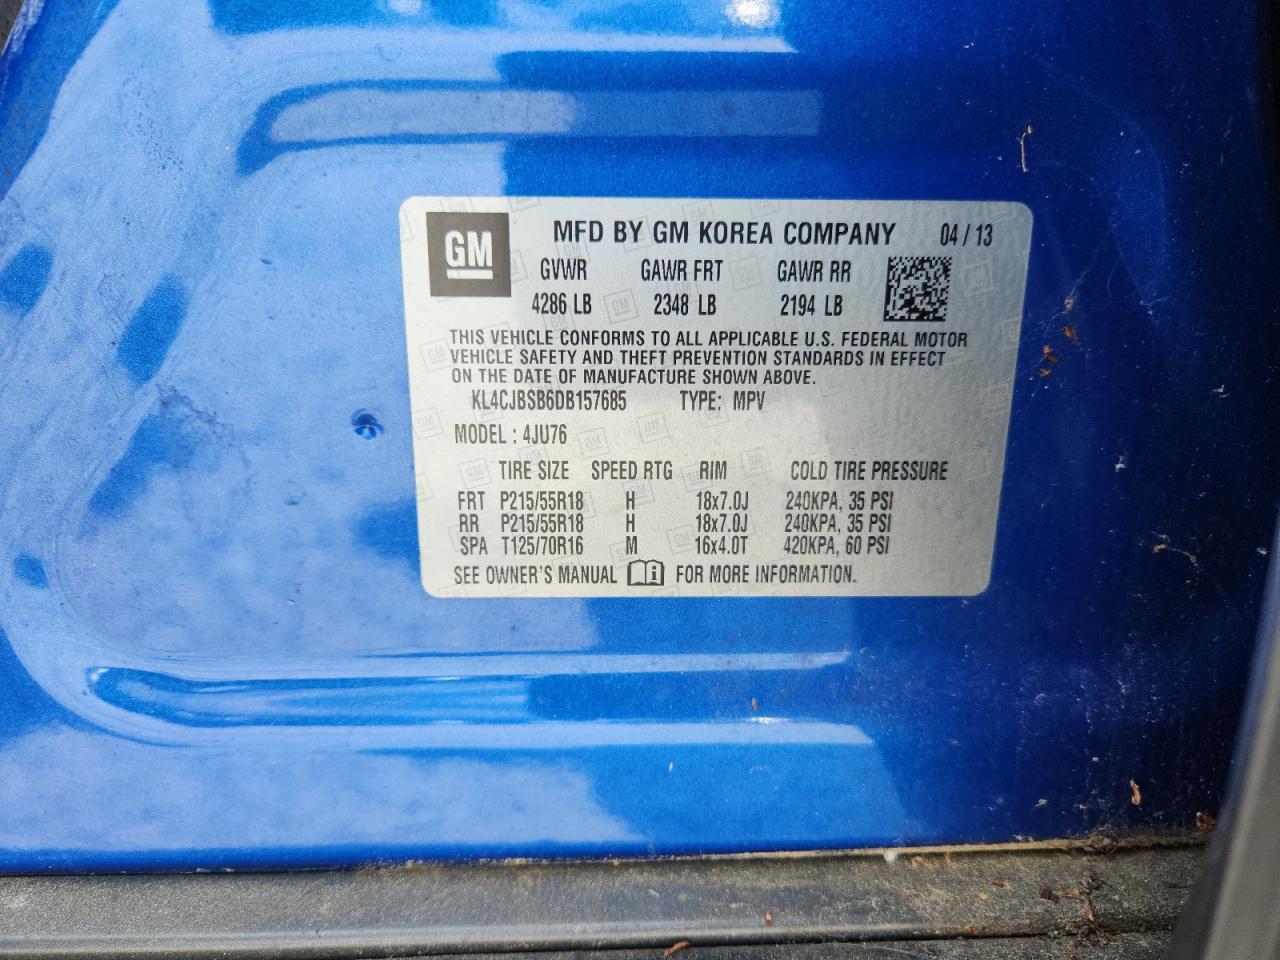 GM
MFD BY GM KOREA COMPANY 04 / 13
GVWR GAWR FRT GAWR RR
4286 LB 2348 LB 2194 LB
THIS VEHICLE CONFORMS TO ALL APPLICABLE U.S. FEDERAL MOTOR
VEHICLE SAFETY AND THEFT PREVENTION STANDARDS IN EFFECT
ON THE DATE OF MANUFACTURE SHOWN ABOVE.
KL4CJBSB6DB157685 TYPE: MPV
MODEL : 4JU76
TIRE SIZE SPEED RTG RIM COLD TIRE PRESSURE
FRT P215/55R18 H 18x7.0J 240KPA, 35 PSI
RR P215/55R18 H 18x7.0J 240KPA, 35 PSI
SPA T125/70R16 M 16x4.0T 420KPA, 60 PSI
SEE OWNER'S MANUAL i FOR MORE INFORMATION.